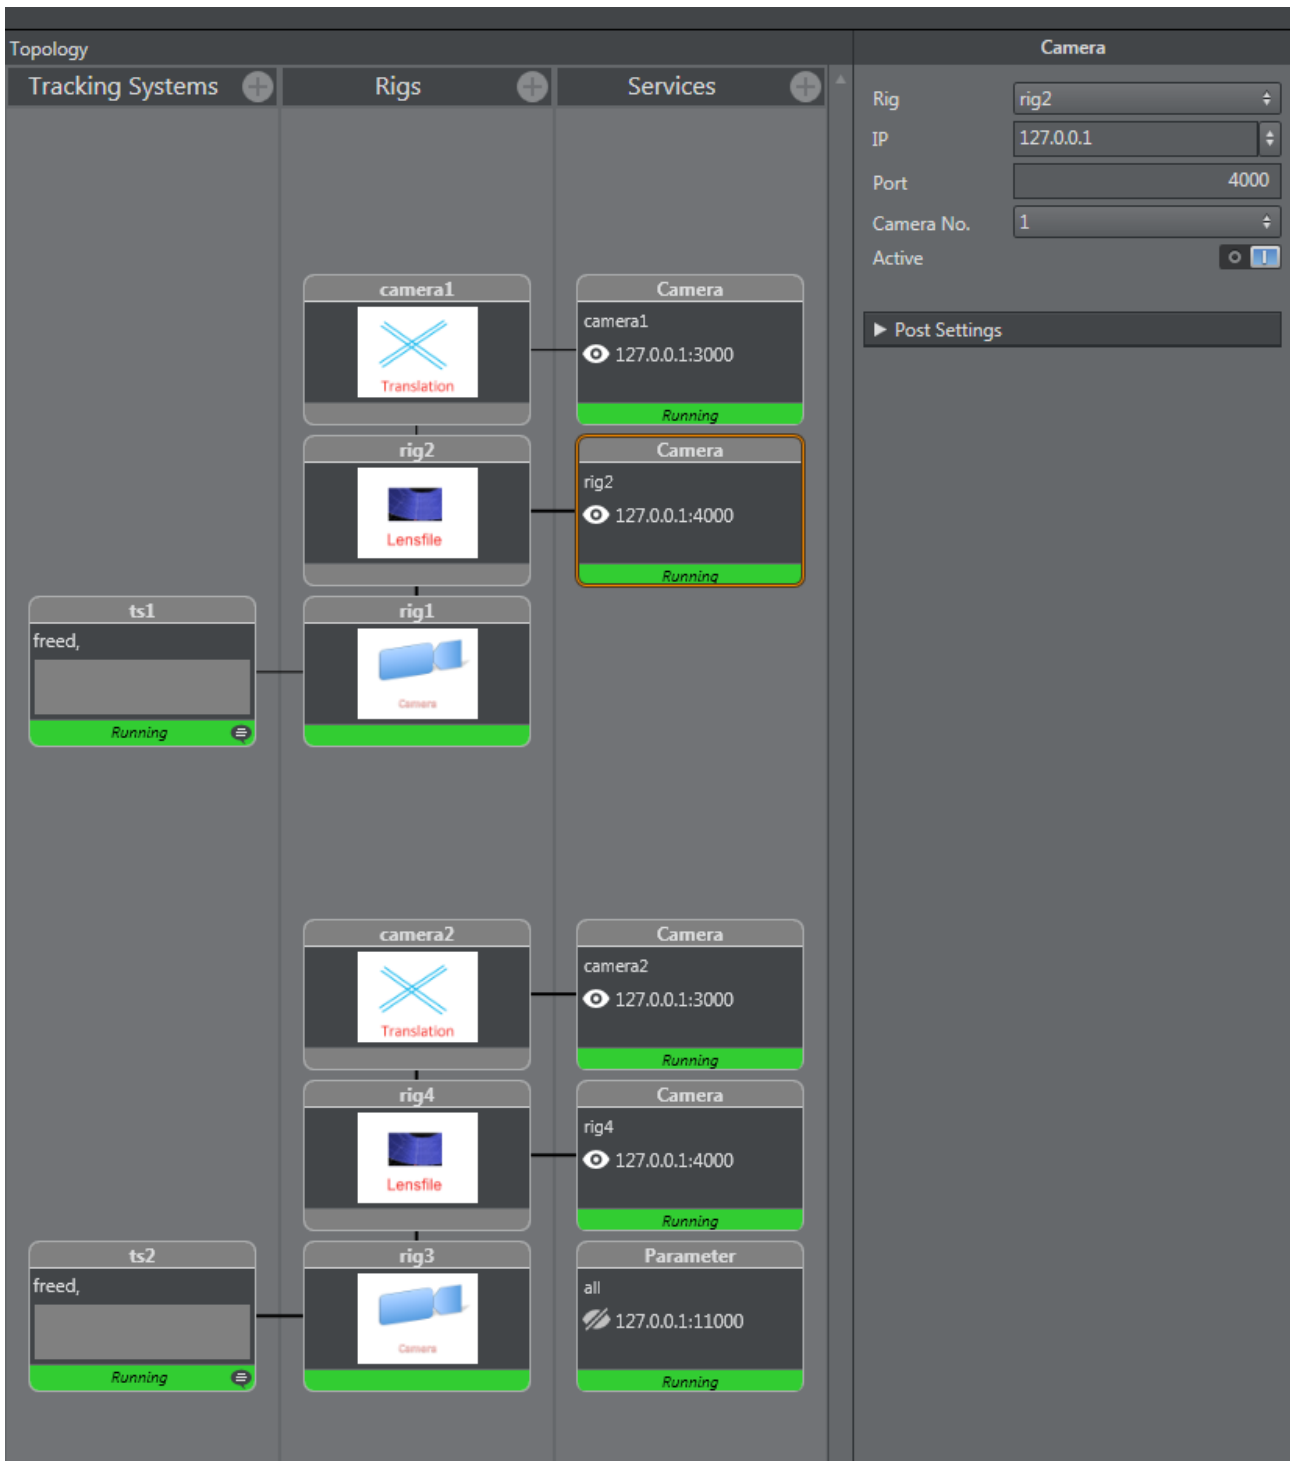 Topology
Tracking Systems
Rigs
Services
camera1
Translation
Camera
camera1
127.0.0.1:3000
Running
rig2
Lensfile
Camera
rig2
127.0.0.1:4000
Running
ts1
freed,
Running
rig1
Camera
camera2
Translation
Camera
camera2
127.0.0.1:3000
Running
rig4
Lensfile
Camera
rig4
127.0.0.1:4000
Running
ts2
freed,
Running
rig3
Camera
Parameter
all
127.0.0.1:11000
Running
Camera
Rig rig2
IP 127.0.0.1
Port 4000
Camera No. 1
Active
Post Settings